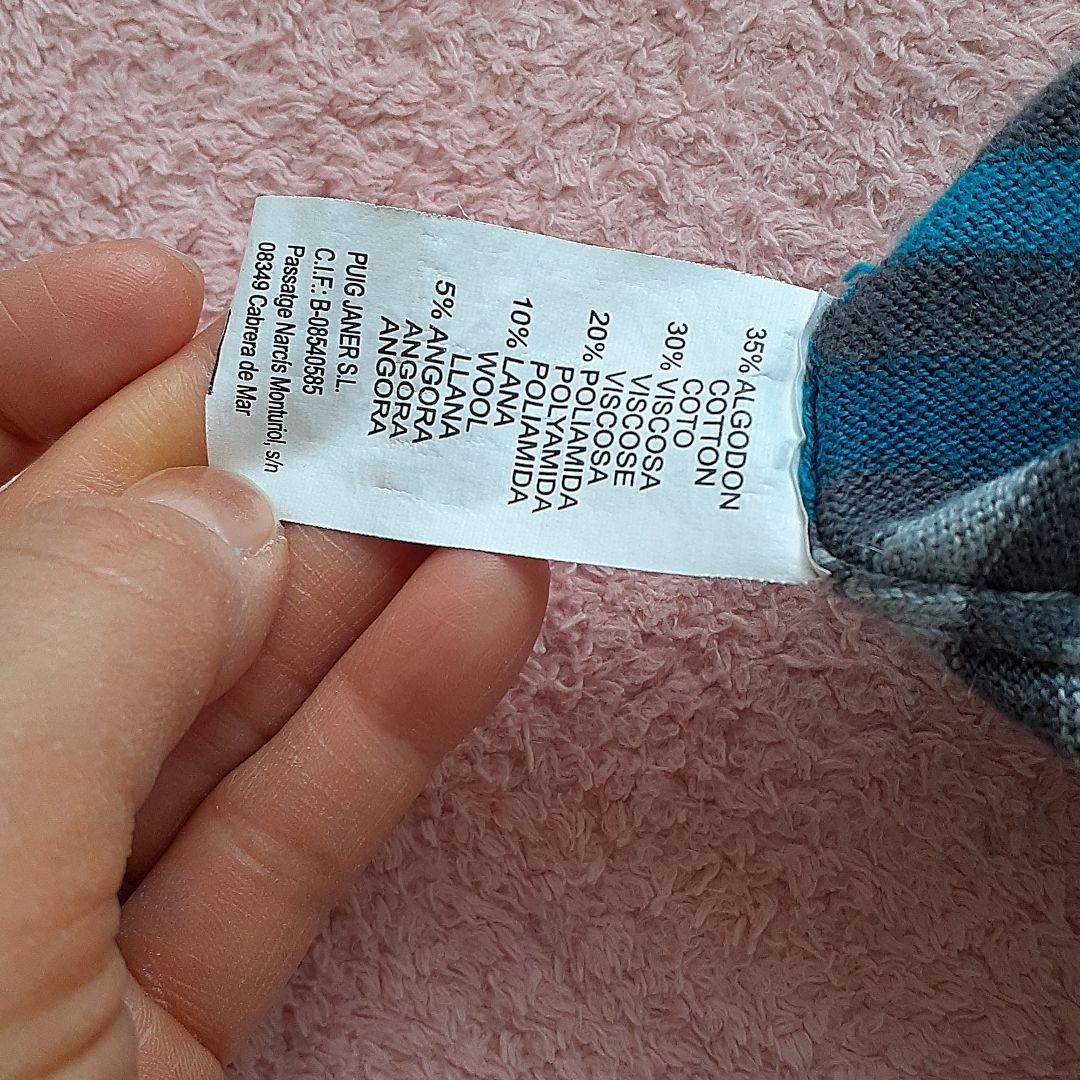 35% ALGODON
COTTON
COTO
30% VISCOSA
VISCOSE
VISCOSA
20% POLIAMIDA
POLYAMIDA
POLIAMIDA
10% LANA
WOOL
LLANA
5% ANGORA
ANGORA
ANGORA
PUIG JANER S.L.
C.I.F.: B-08540585
Passatge Narcís Monturiol, s/n
08349 Cabrera de Mar